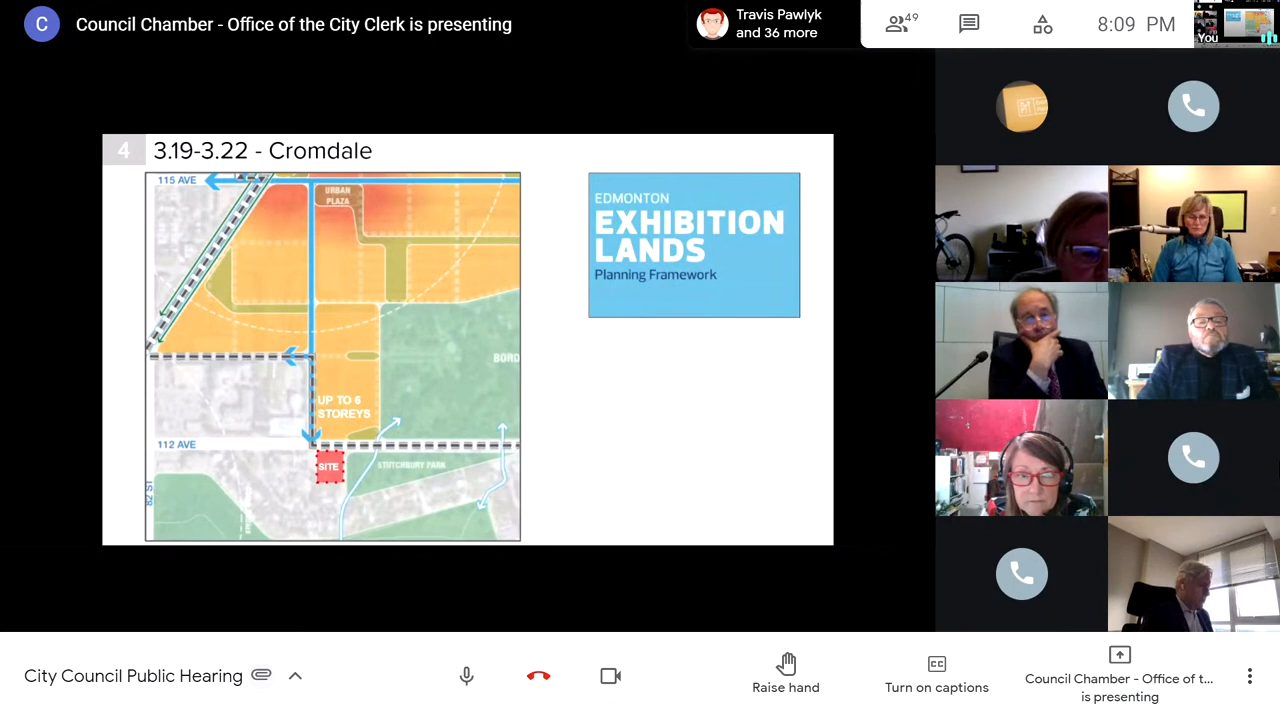 C
Council Chamber - Office of the City Clerk is presenting
Travis Pawlyk
and 36 more
49
8:09 PM
You
4
3.19-3.22 - Cromdale
115 AVE
URBAN
PLAZA
BORD
UP TO 6
STOREYS
112 AVE
SITE
STUTCHBURY PARK
82 ST
EDMONTON
EXHIBITION
LANDS
Planning Framework
City Council Public Hearing
Raise hand
CC
Turn on captions
Council Chamber - Office of t...
is presenting